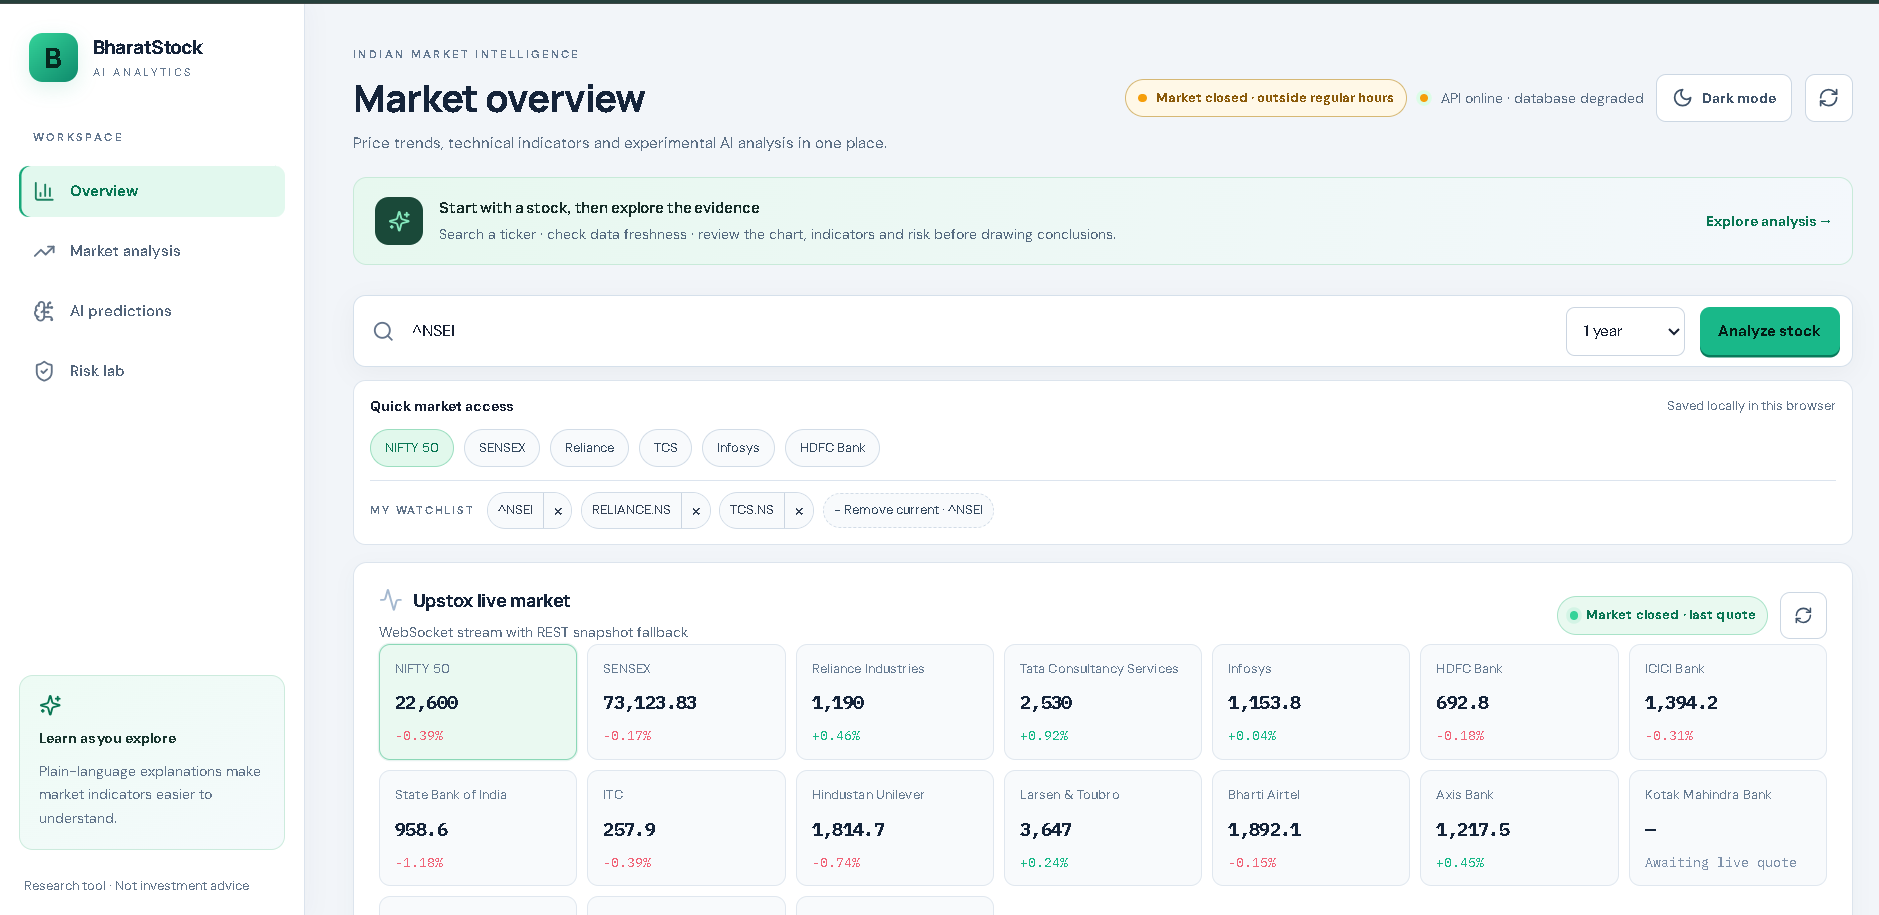 B
BharatStock
AI ANALYTICS
WORKSPACE
Overview
Market analysis
AI predictions
Risk lab
Learn as you explore
Plain-language explanations make
market indicators easier to
understand.
Research tool · Not investment advice
INDIAN MARKET INTELLIGENCE
Market overview
Price trends, technical indicators and experimental AI analysis in one place.
Market closed · outside regular hours
API online · database degraded
Dark mode
Start with a stock, then explore the evidence
Search a ticker · check data freshness · review the chart, indicators and risk before drawing conclusions.
Explore analysis →
^NSEI
1 year
Analyze stock
Quick market access
Saved locally in this browser
NIFTY 50
SENSEX
Reliance
TCS
Infosys
HDFC Bank
MY WATCHLIST
^NSEI ×
RELIANCE.NS ×
TCS.NS ×
− Remove current · ^NSEI
Upstox live market
WebSocket stream with REST snapshot fallback
Market closed · last quote
NIFTY 50
22,600
-0.39%
SENSEX
73,123.83
-0.17%
Reliance Industries
1,190
+0.46%
Tata Consultancy Services
2,530
+0.92%
Infosys
1,153.8
+0.04%
HDFC Bank
692.8
-0.18%
ICICI Bank
1,394.2
-0.31%
State Bank of India
958.6
-1.18%
ITC
257.9
-0.39%
Hindustan Unilever
1,814.7
-0.74%
Larsen & Toubro
3,647
+0.24%
Bharti Airtel
1,892.1
-0.15%
Axis Bank
1,217.5
+0.45%
Kotak Mahindra Bank
—
Awaiting live quote